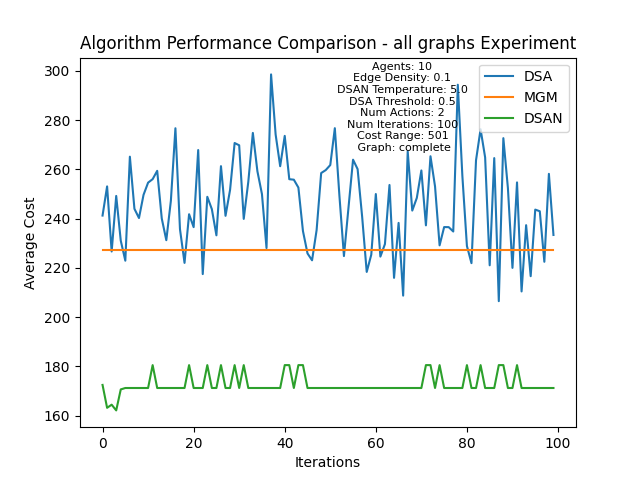 Algorithm Performance Comparison - all graphs Experiment
Agents: 10
Edge Density: 0.1
DSAN Temperature: 5.0
DSA Threshold: 0.5
Num Actions: 2
Num Iterations: 100
Cost Range: 501
Graph: complete
DSA
MGM
DSAN
300
280
260
240
220
200
180
160
Average Cost
0
20
40
60
80
100
Iterations